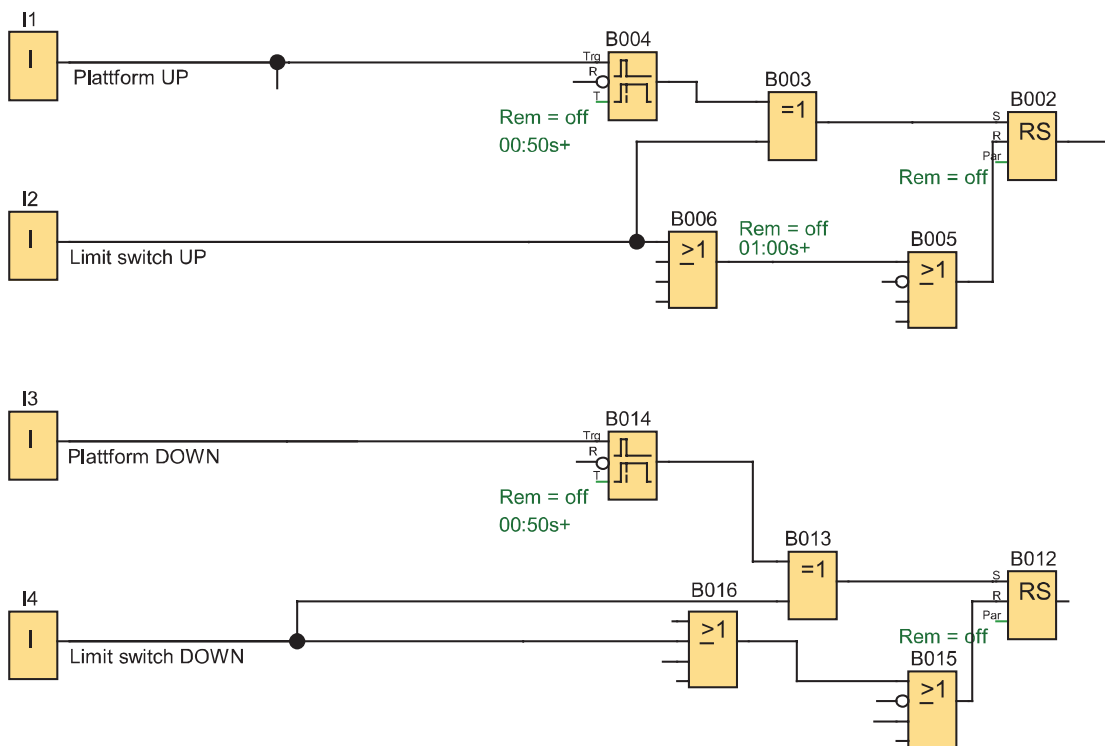 I1
I
Plattform UP
B004
Trg
R
T
Rem = off
00:50s+
B003
=1
B002
S
R
Par
RS
Rem = off
I2
I
Limit switch UP
B006
≥1
Rem = off
01:00s+
B005
≥1
I3
I
Plattform DOWN
B014
Trg
R
T
Rem = off
00:50s+
B013
=1
B012
S
R
Par
RS
Rem = off
I4
I
Limit switch DOWN
B016
≥1
B015
≥1